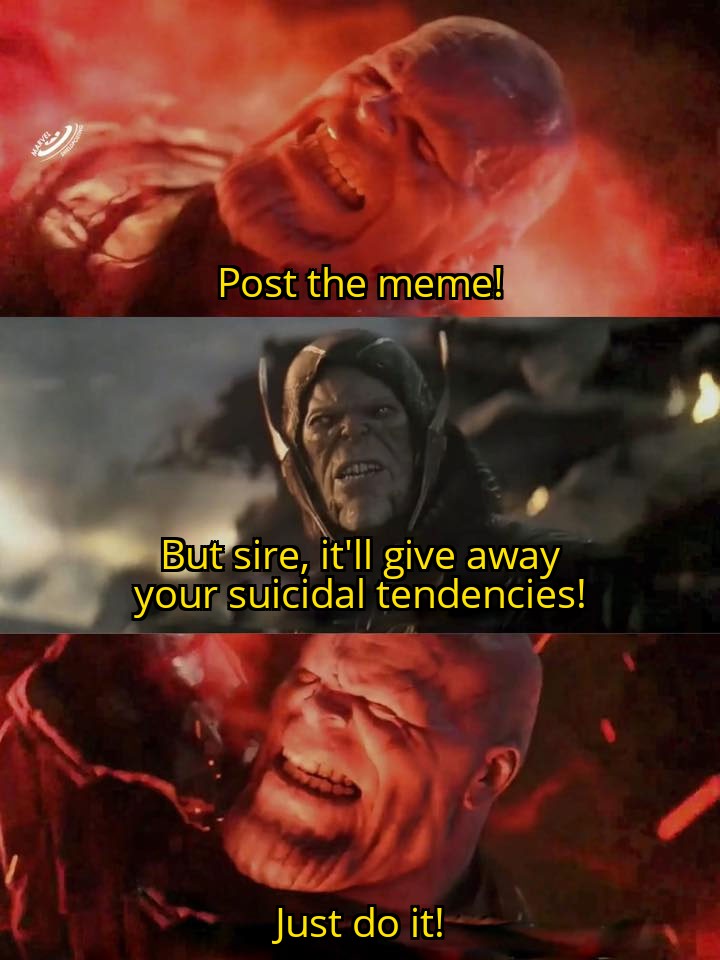 MARVEL
Post the meme!
But sire, it'll give away
your suicidal tendencies!
Just do it!